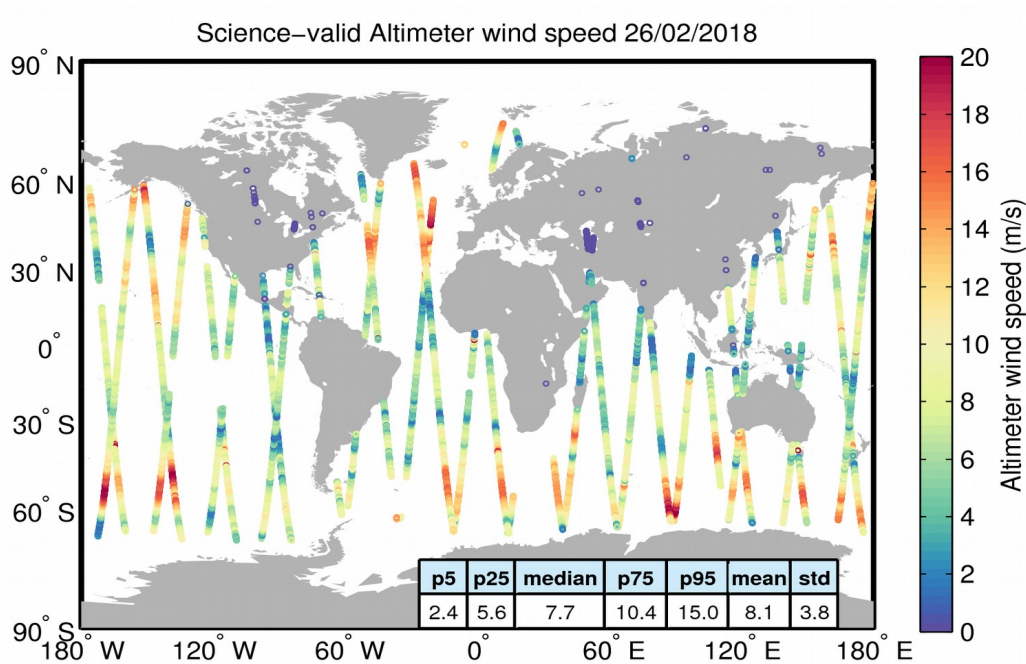 Science−valid Altimeter wind speed 26/02/2018
90° N
60° N
30° N
0°
30° S
60° S
90° S
180° W
120° W
60° W
0°
60° E
120° E
180° E
p5 p25 median p75 p95 mean std
2.4 5.6 7.7 10.4 15.0 8.1 3.8
20
18
16
14
12
10
8
6
4
2
0
Altimeter wind speed (m/s)